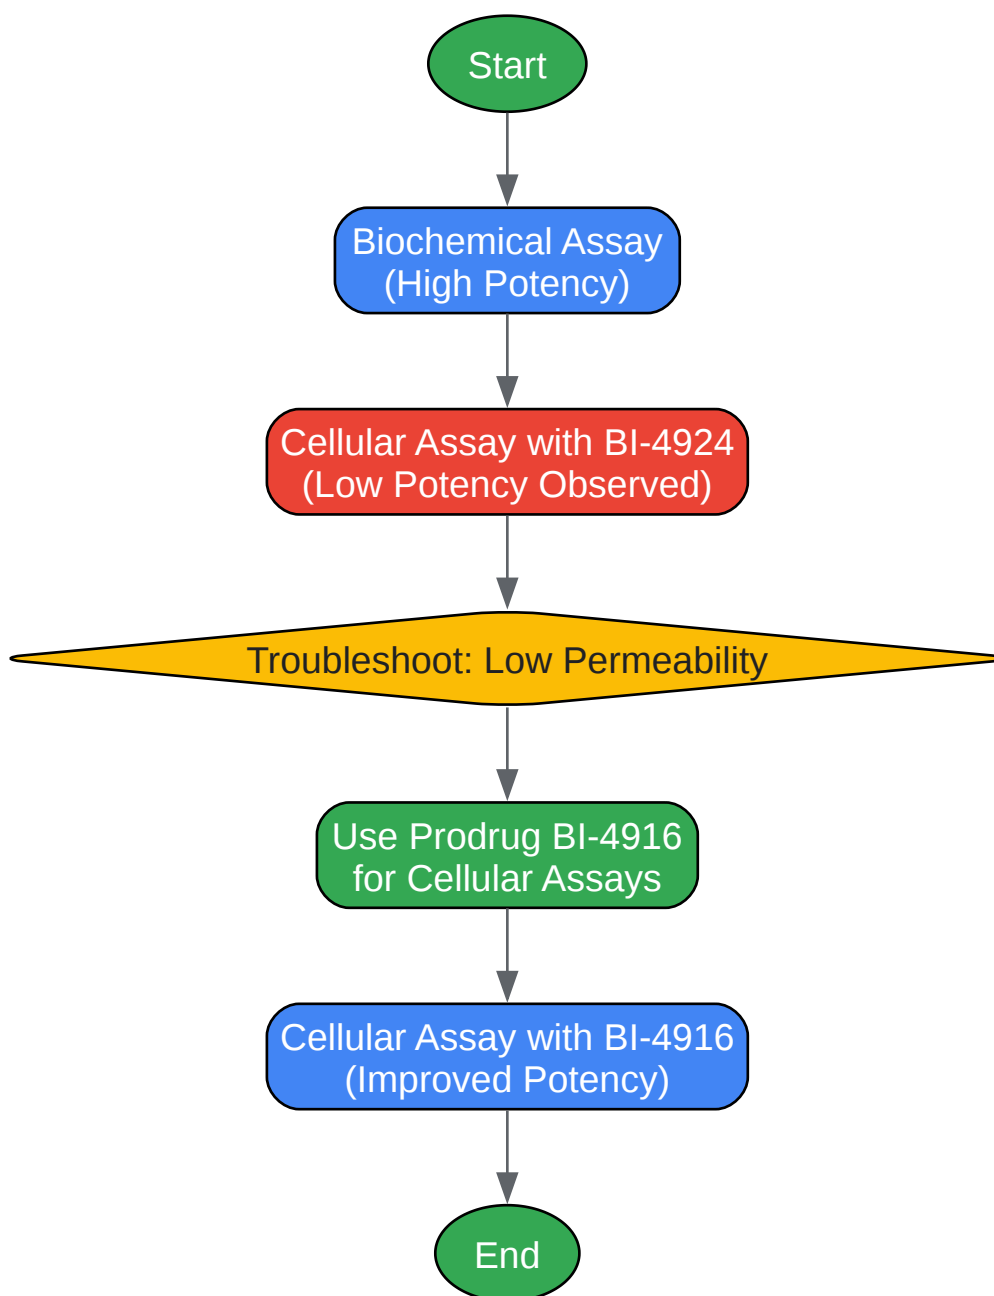 Start
Biochemical Assay
(High Potency)
Cellular Assay with BI-4924
(Low Potency Observed)
Troubleshoot: Low Permeability
Use Prodrug BI-4916
for Cellular Assays
Cellular Assay with BI-4916
(Improved Potency)
End